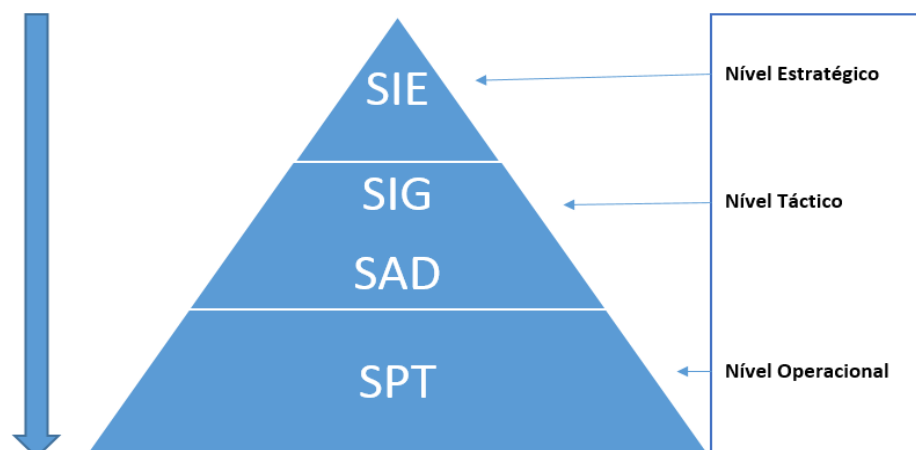 SIE
Nível Estratégico
SIG
Nível Táctico
SAD
SPT
Nível Operacional